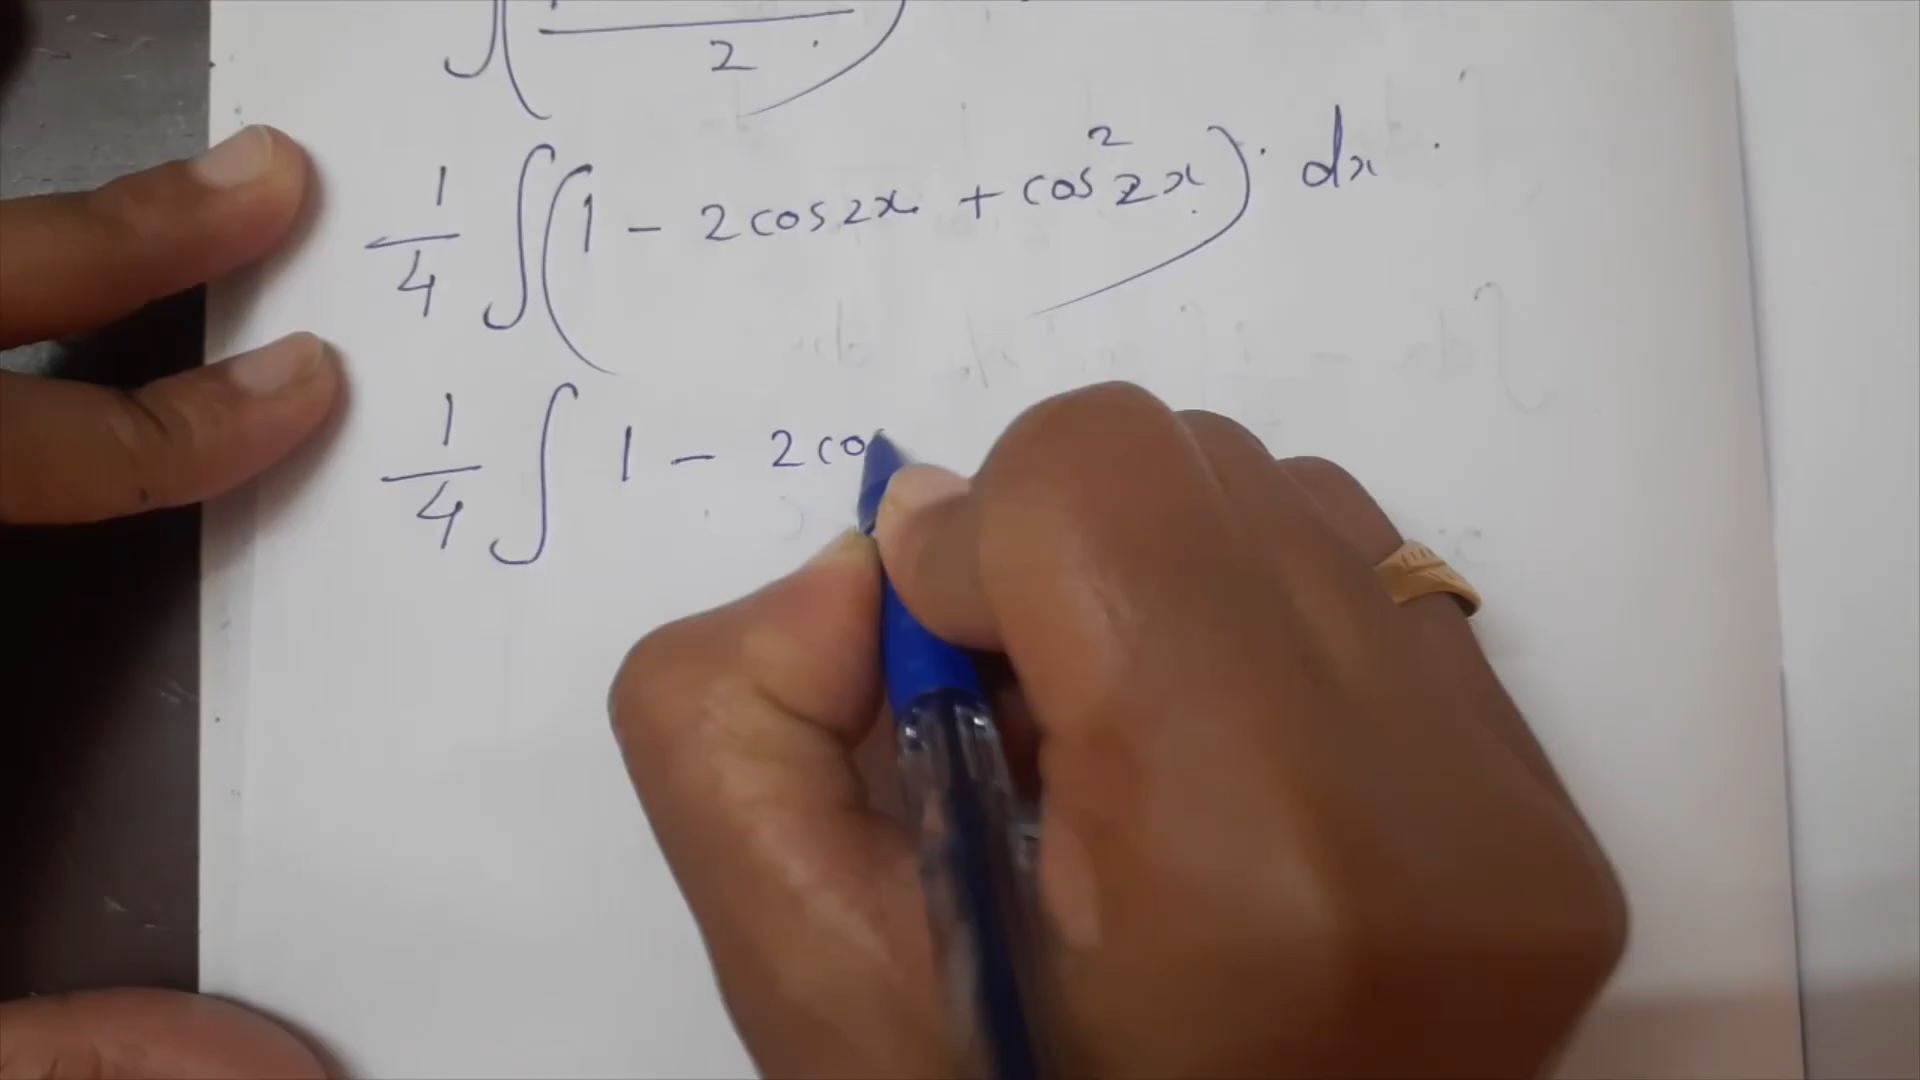 ∫( 2
1/4 ∫(1 - 2cos2x + cos²2x) · dx ·
1/4 ∫ 1 - 2co